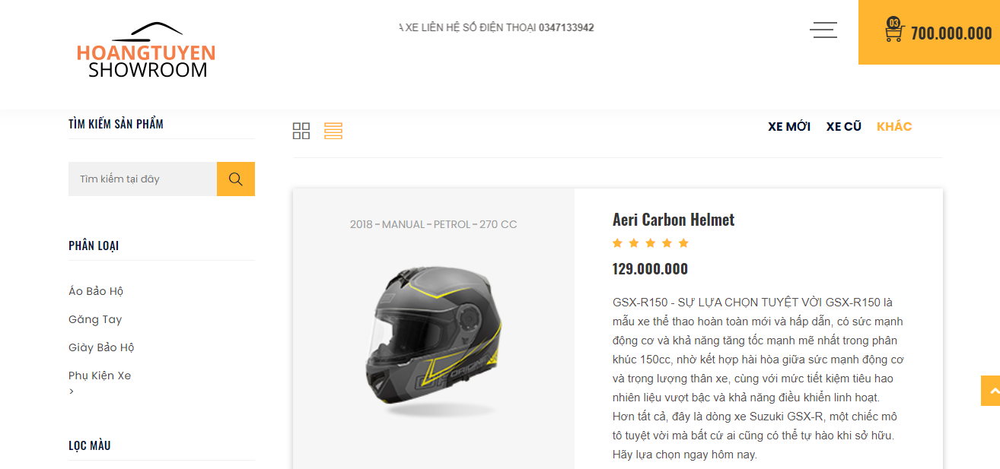 HOANGTUYEN
SHOWROOM
XE LIÊN HỆ SỐ ĐIỆN THOẠI 0347133942
03
700.000.000
TÌM KIẾM SẢN PHẨM
Tìm kiếm tại đây
PHÂN LOẠI
Áo Bảo Hộ
Găng Tay
Giày Bảo Hộ
Phụ Kiện Xe
>
LỌC MÀU
XE MỚI XE CŨ KHÁC
2018 - MANUAL - PETROL - 270 CC
ORIGINE
Aeri Carbon Helmet
129.000.000
GSX-R150 - SỰ LỰA CHỌN TUYỆT VỜI GSX-R150 là
mẫu xe thể thao hoàn toàn mới và hấp dẫn, có sức mạnh
động cơ và khả năng tăng tốc mạnh mẽ nhất trong phân
khúc 150cc, nhờ kết hợp hài hòa giữa sức mạnh động cơ
và trọng lượng thân xe, cùng với mức tiết kiệm tiêu hao
nhiên liệu vượt bậc và khả năng điều khiển linh hoạt.
Hơn tất cả, đây là dòng xe Suzuki GSX-R, một chiếc mô
tô tuyệt vời mà bất cứ ai cũng có thể tự hào khi sở hữu.
Hãy lựa chọn ngay hôm nay.